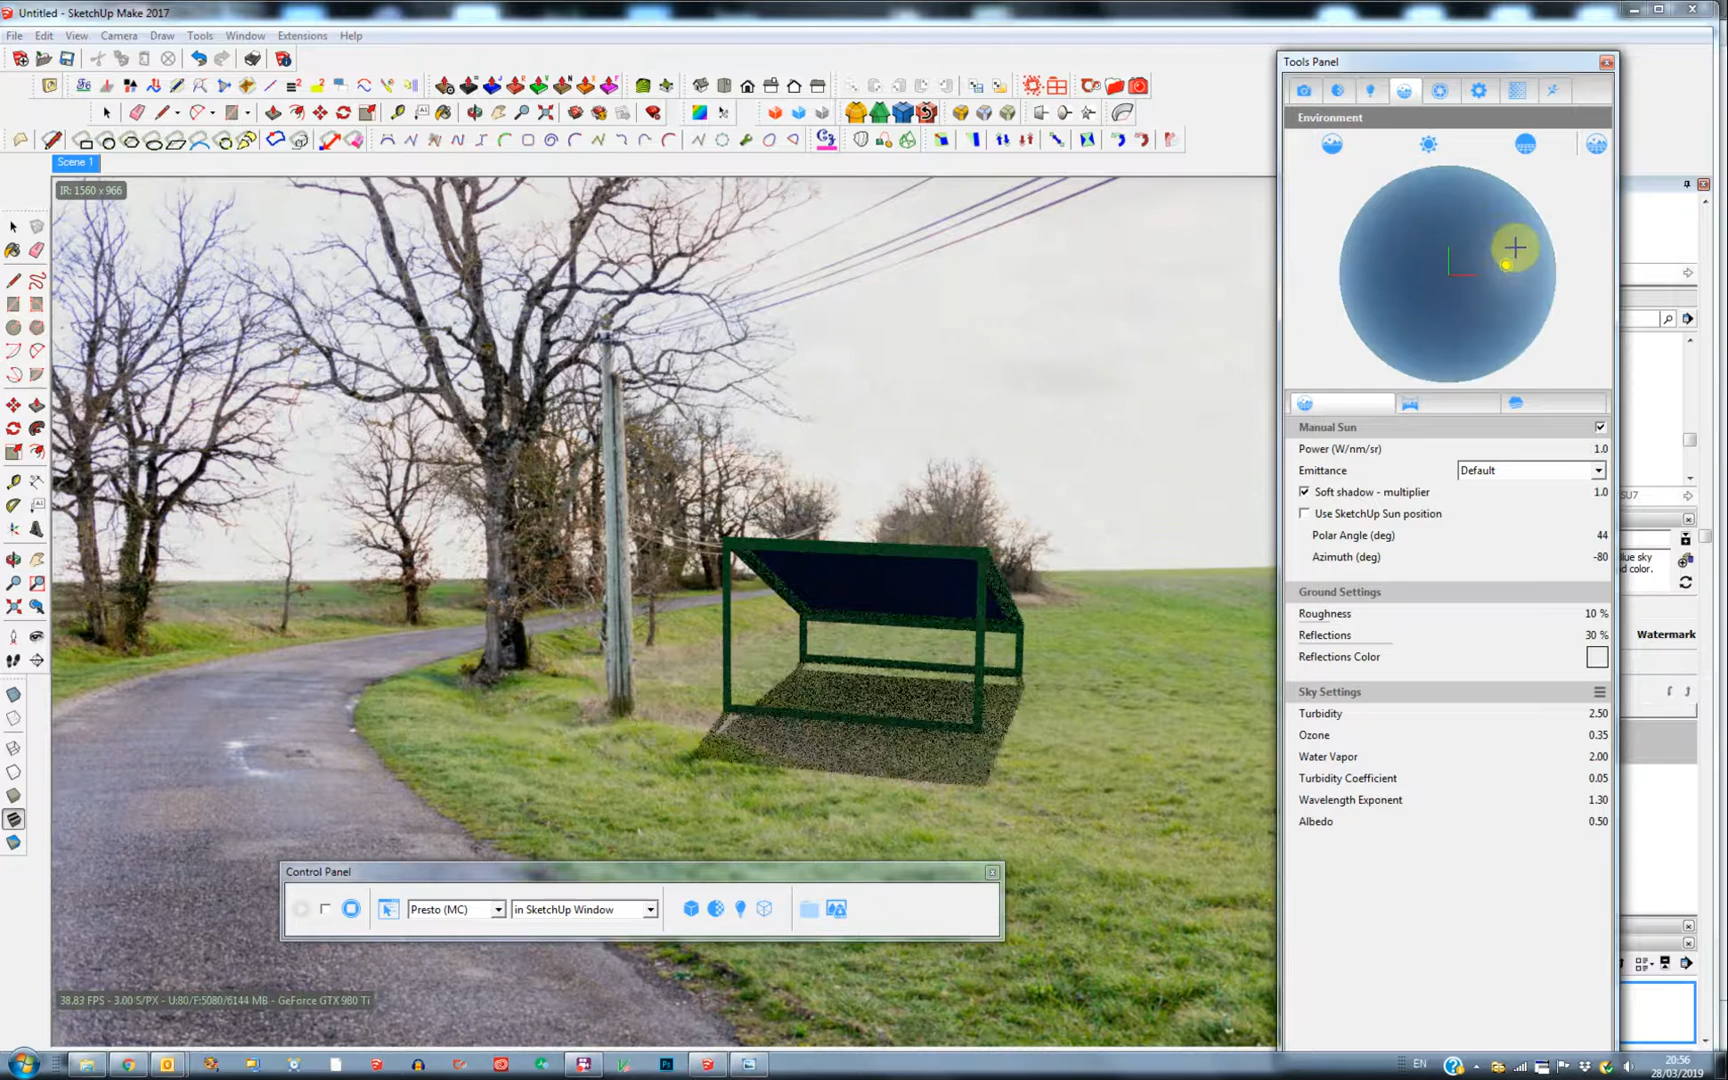 Untitled - SketchUp Make 2017
File Edit View Camera Draw Tools Window Extensions Help
Scene 1
IR: 1560 x 966
Tools Panel
Environment
Manual Sun
Power (W/nm/sr) 1.0
Emittance Default
Soft shadow - multiplier 1.0
Use SketchUp Sun position
Polar Angle (deg) 44
Azimuth (deg) -80
Ground Settings
Roughness 10 %
Reflections 30 %
Reflections Color
Sky Settings
Turbidity 2.50
Ozone 0.35
Water Vapor 2.00
Turbidity Coefficient 0.05
Wavelength Exponent 1.30
Albedo 0.50
SU7
lue sky
nd color.
Watermark
Control Panel
Presto (MC) in SketchUp Window
38.83 FPS - 3.00 S/PX - U:80/F:5080/6144 MB - GeForce GTX 980 Ti
EN
20:56
28/03/2019